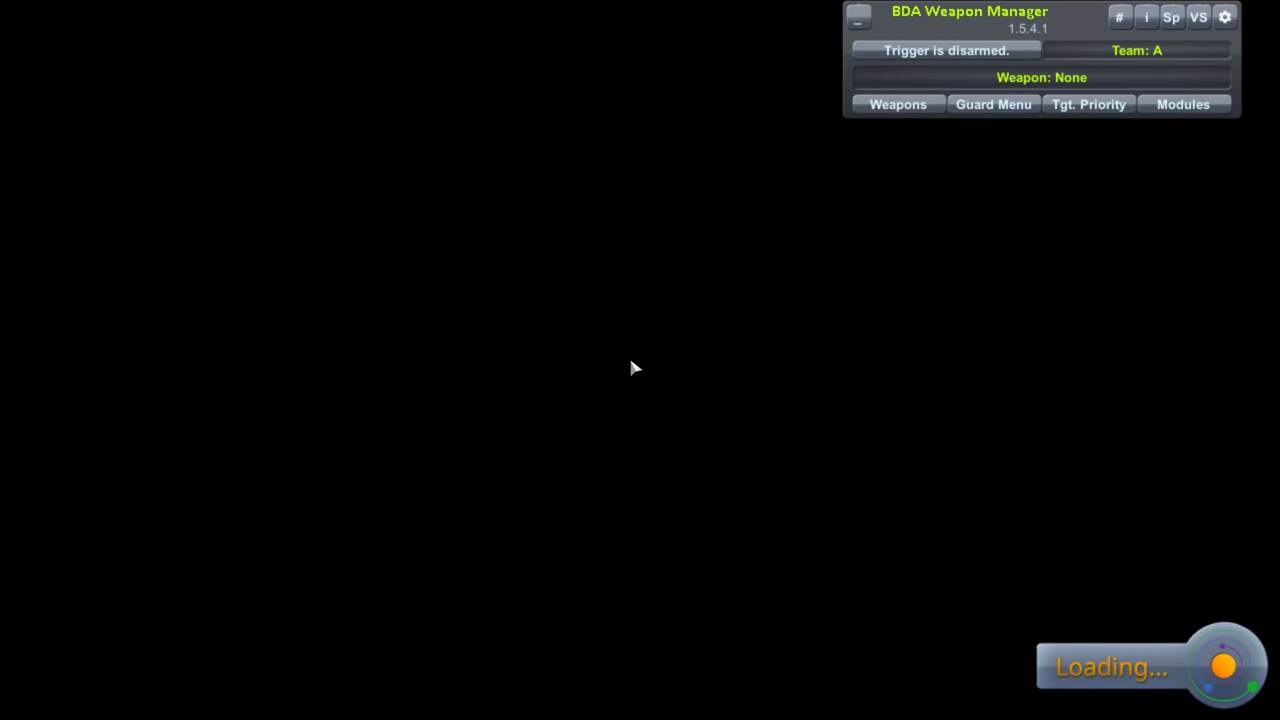 _ BDA Weapon Manager # i Sp VS
1.5.4.1
Trigger is disarmed. Team: A
Weapon: None
Weapons Guard Menu Tgt. Priority Modules
Loading...